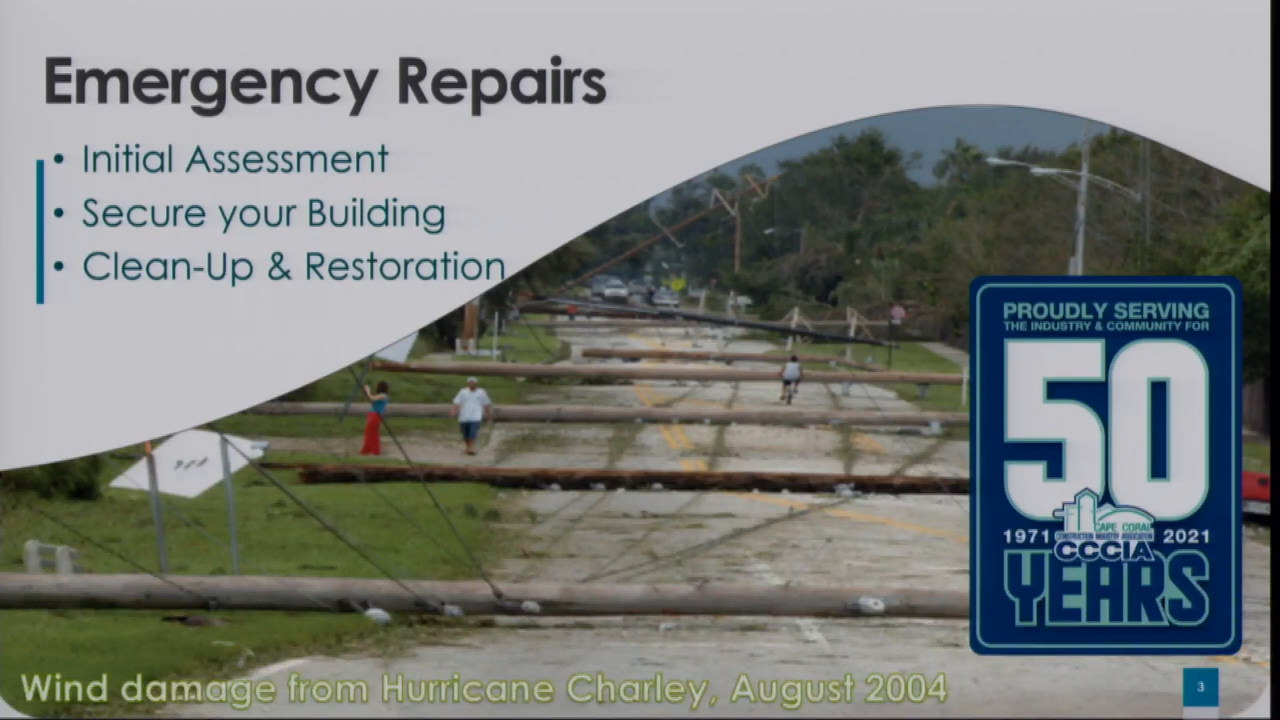 Emergency Repairs
• Initial Assessment
• Secure your Building
• Clean-Up & Restoration
PROUDLY SERVING
THE INDUSTRY & COMMUNITY FOR
50
CAPE CORAL
CONSTRUCTION INDUSTRY ASSOCIATION
1971 CCCIA 2021
YEARS
Wind damage from Hurricane Charley, August 2004
3